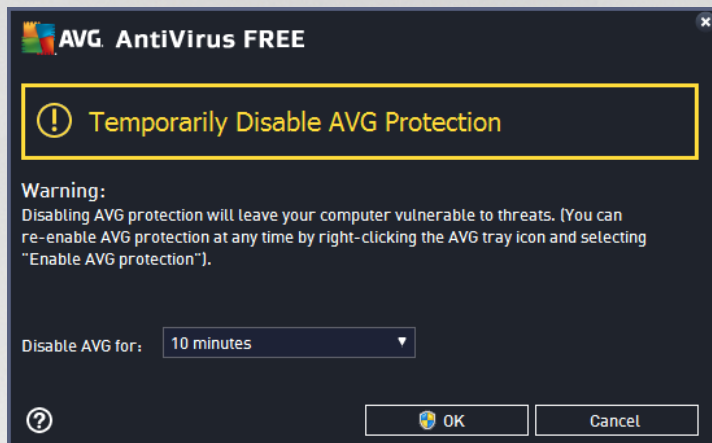 AVG. AntiVirus FREE
Temporarily Disable AVG Protection
Warning:
Disabling AVG protection will leave your computer vulnerable to threats. (You can
re-enable AVG protection at any time by right-clicking the AVG tray icon and selecting
"Enable AVG protection").
Disable AVG for: 10 minutes
OK Cancel